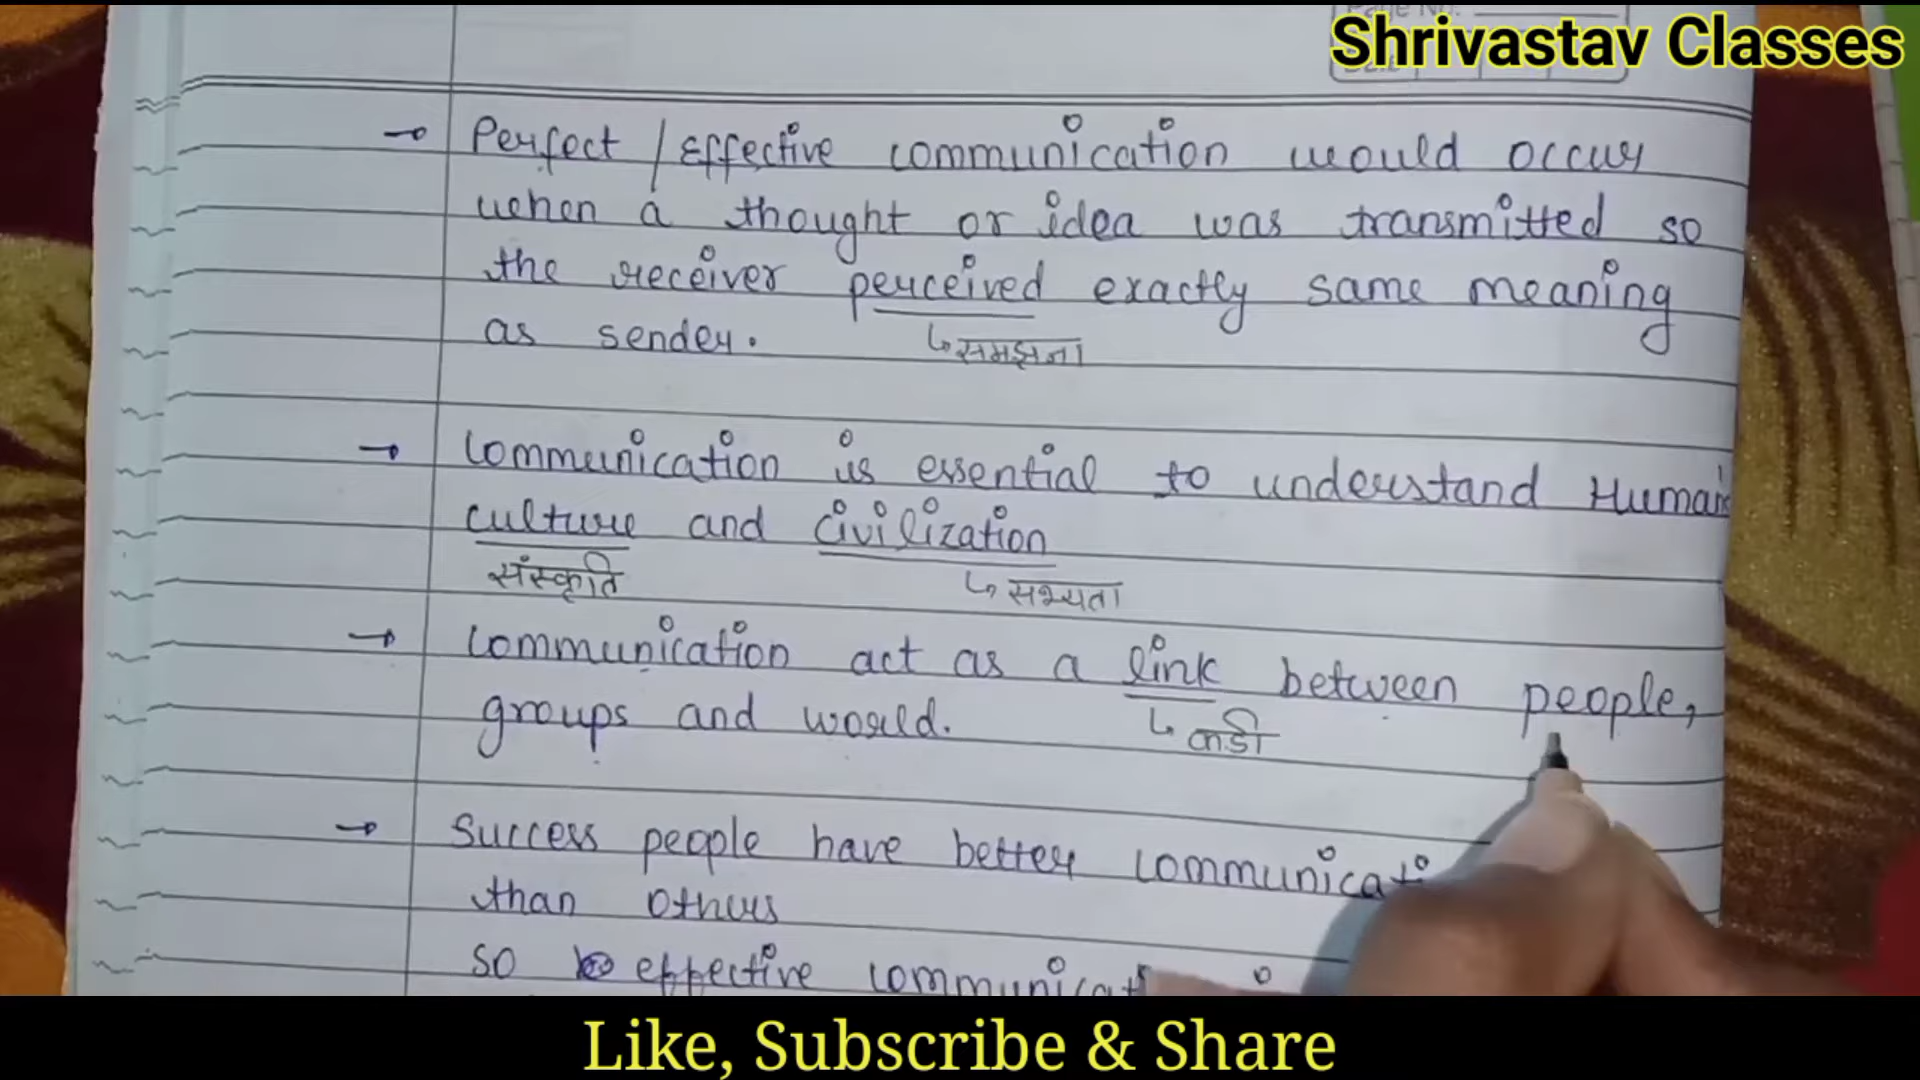 Shrivastav Classes
→ Perfect / Effective communication would occur
when a thought or idea was transmitted so
the receiver perceived exactly same meaning
as sender. ↳ समझना
→ Communication is essential to understand Human
culture and civilization
संस्कृति ↳ सभ्यता
→ Communication act as a link between people,
groups and world. ↳ कडी
→ Success people have better
than others
so effective
Like, Subscribe & Share